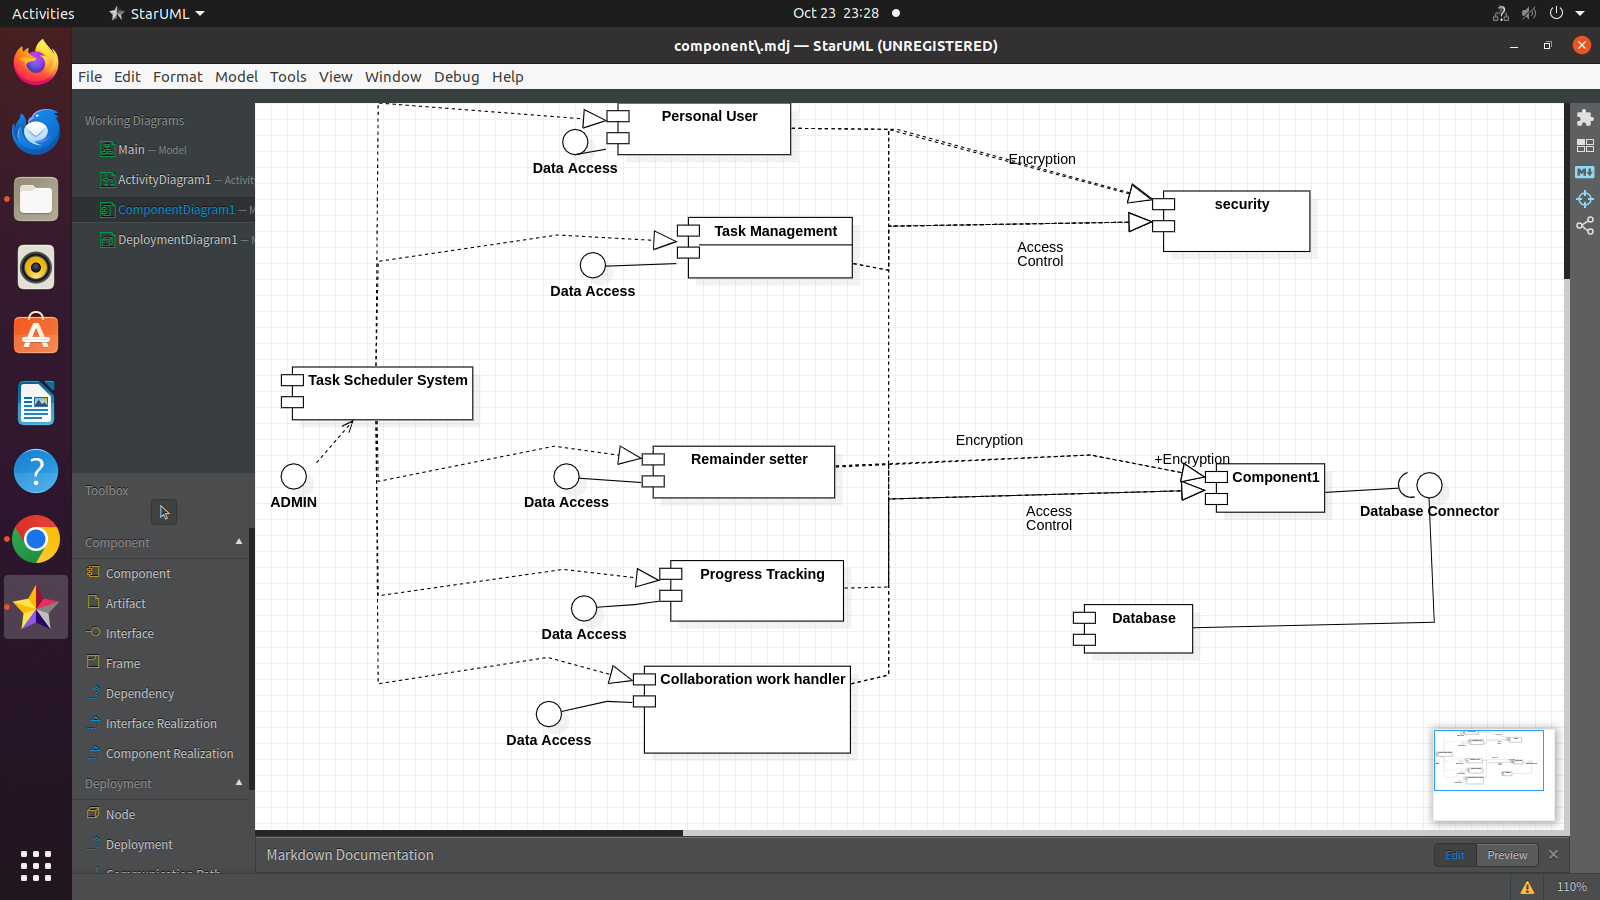 Activities
StarUML
Oct 23 23:28
component\.mdj — StarUML (UNREGISTERED)
File Edit Format Model Tools View Window Debug Help
Working Diagrams
Main — Model
ActivityDiagram1 — Activity
ComponentDiagram1 — M
DeploymentDiagram1 —
Toolbox
Component
Component
Artifact
Interface
Frame
Dependency
Interface Realization
Component Realization
Deployment
Node
Deployment
Communication Path
Personal User
Data Access
Encryption
security
Task Management
Access
Control
Data Access
Task Scheduler System
ADMIN
Remainder setter
Data Access
Encryption
+Encryption
Component1
Access
Control
Database Connector
Progress Tracking
Data Access
Database
Collaboration work handler
Data Access
Markdown Documentation
Edit
Preview
110%
M